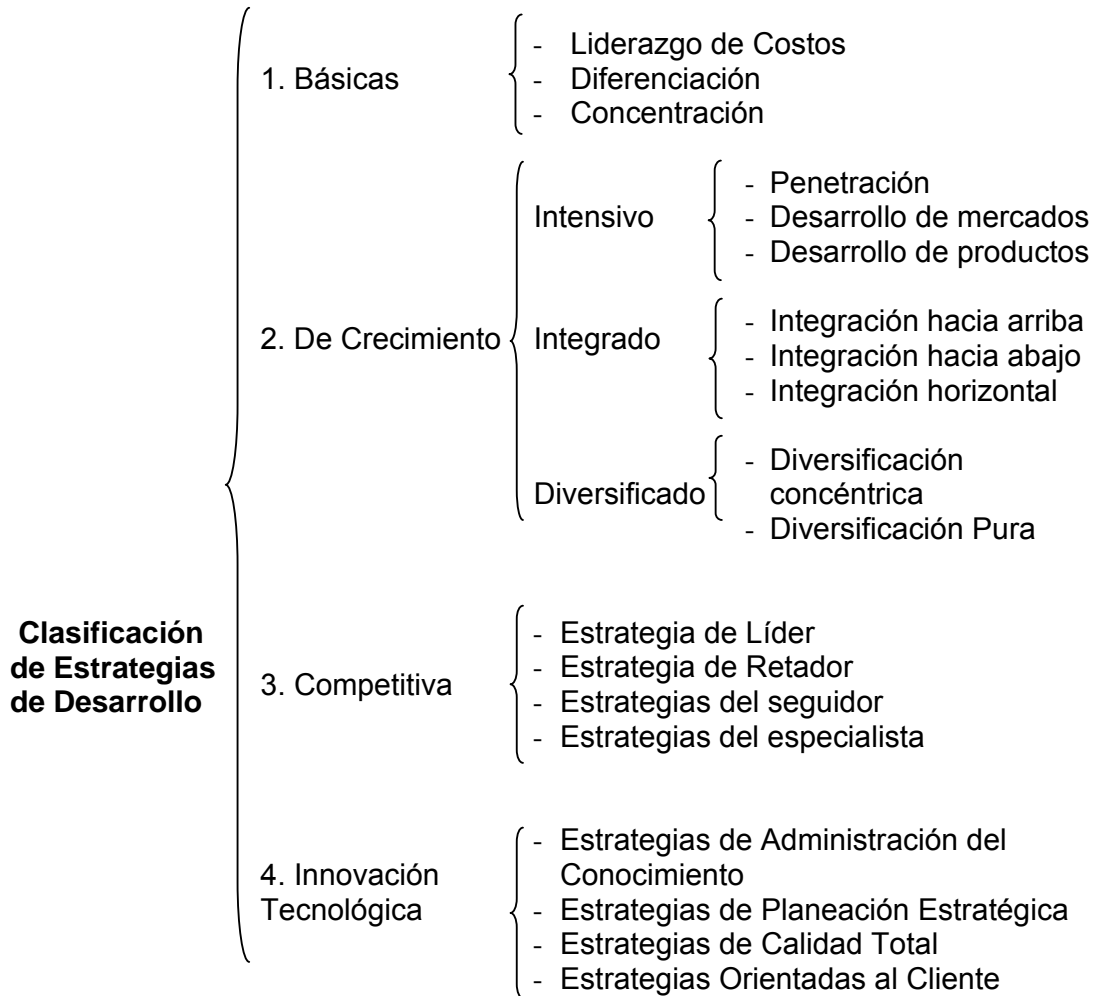 Clasificación
de Estrategias
de Desarrollo
1. Básicas
- Liderazgo de Costos
- Diferenciación
- Concentración
2. De Crecimiento
Intensivo
- Penetración
- Desarrollo de mercados
- Desarrollo de productos
Integrado
- Integración hacia arriba
- Integración hacia abajo
- Integración horizontal
Diversificado
- Diversificación
concéntrica
- Diversificación Pura
3. Competitiva
- Estrategia de Líder
- Estrategia de Retador
- Estrategias del seguidor
- Estrategias del especialista
4. Innovación
Tecnológica
- Estrategias de Administración del
Conocimiento
- Estrategias de Planeación Estratégica
- Estrategias de Calidad Total
- Estrategias Orientadas al Cliente